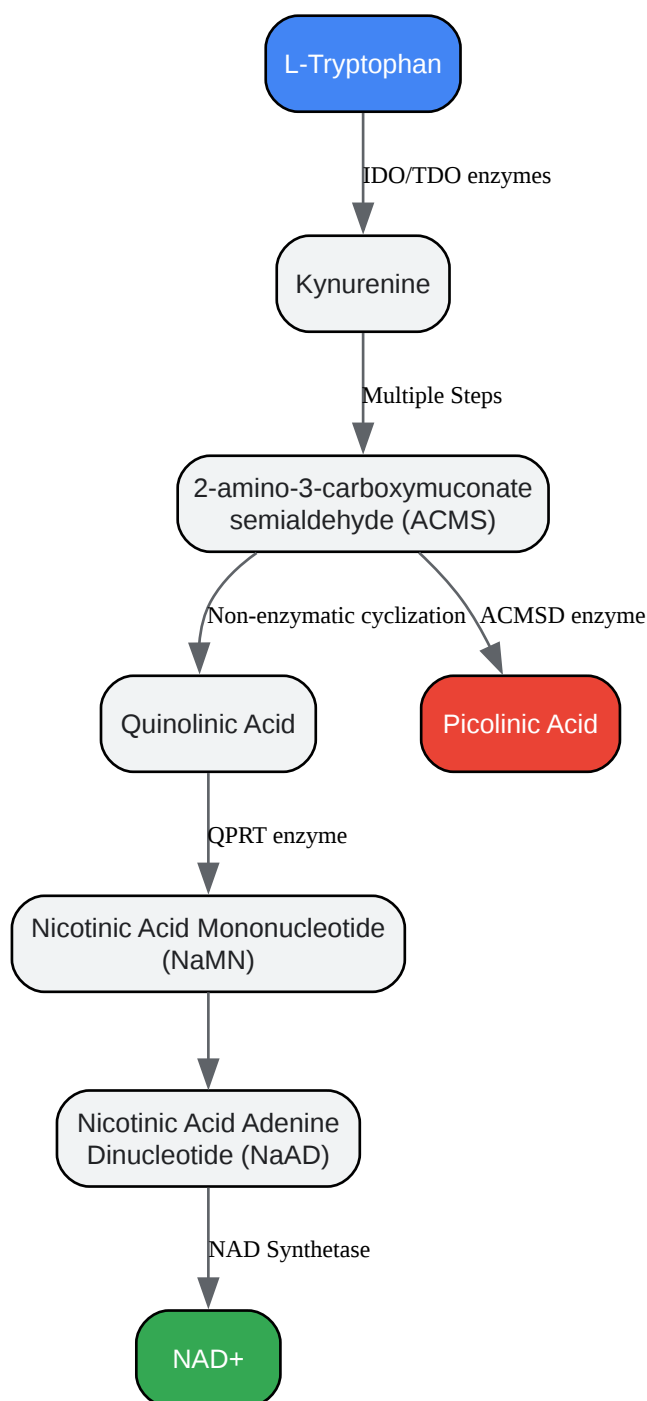 L-Tryptophan
IDO/TDO enzymes
Kynurenine
Multiple Steps
2-amino-3-carboxymuconate
semialdehyde (ACMS)
Non-enzymatic cyclization
ACMSD enzyme
Quinolinic Acid
Picolinic Acid
QPRT enzyme
Nicotinic Acid Mononucleotide
(NaMN)
Nicotinic Acid Adenine
Dinucleotide (NaAD)
NAD Synthetase
NAD+